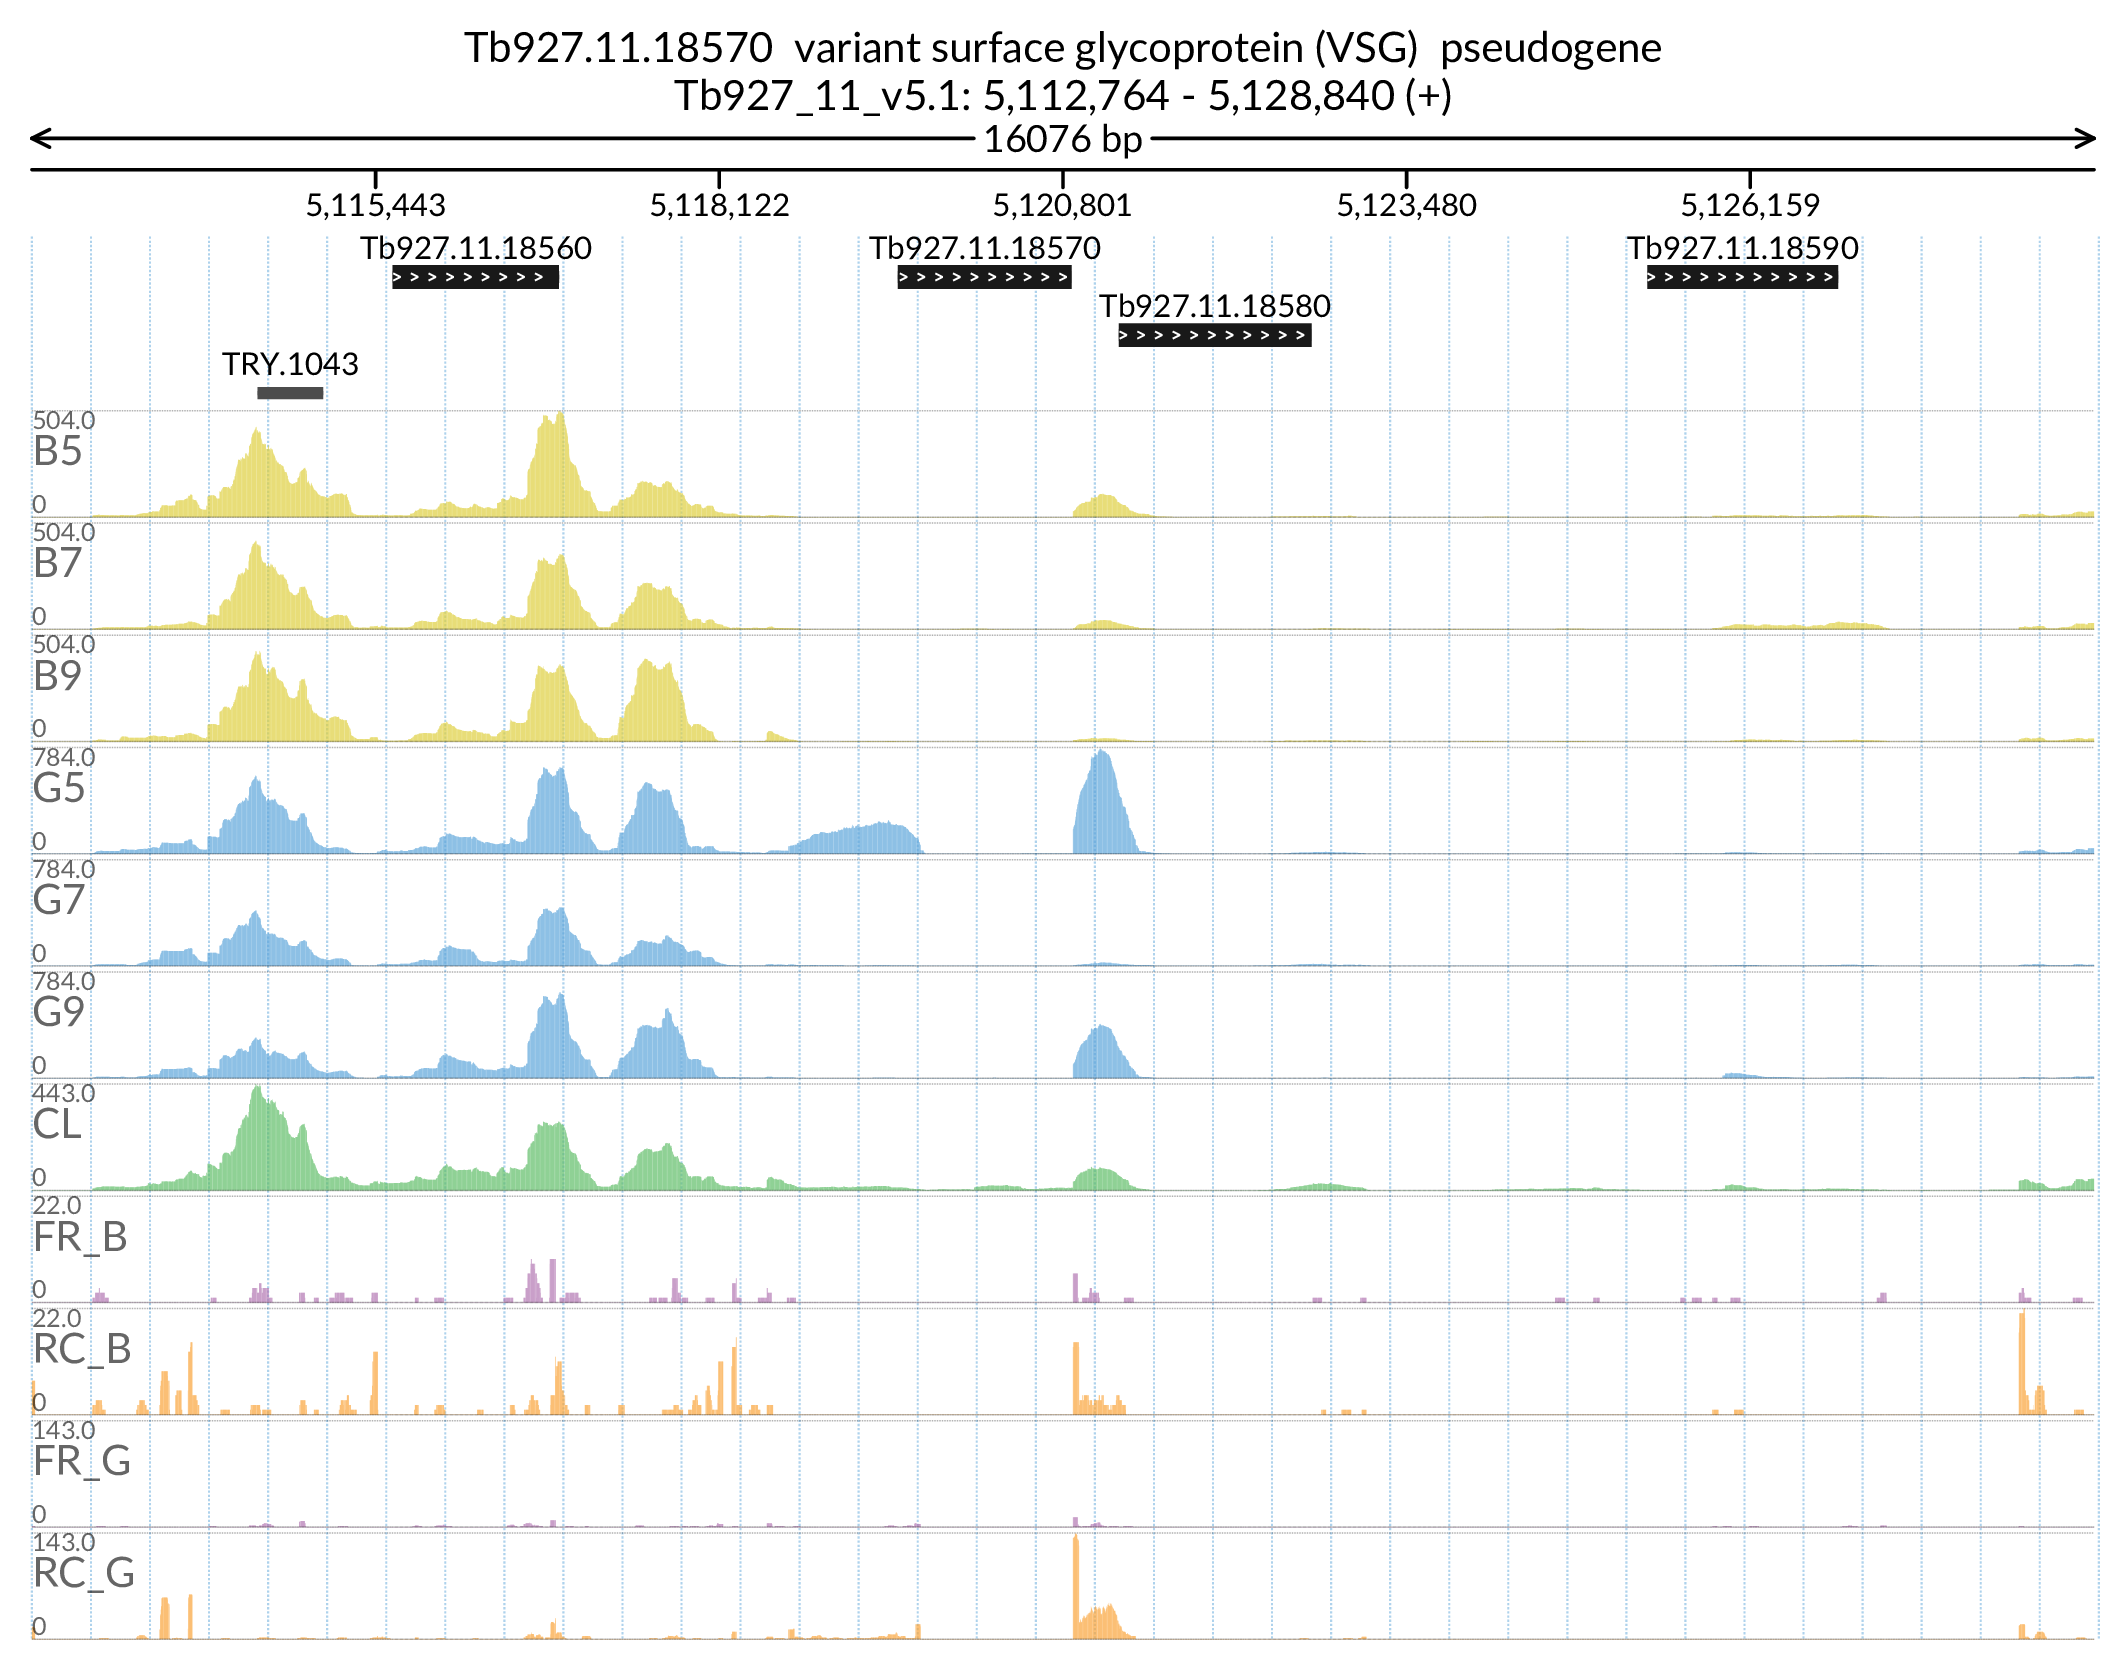 Tb927.11.18570  variant surface glycoprotein (VSG)  pseudogene
Tb927_11_v5.1: 5,112,764 - 5,128,840 (+)
16076 bp
5,115,443 5,118,122 5,120,801 5,123,480 5,126,159
Tb927.11.18560 Tb927.11.18570 Tb927.11.18590
Tb927.11.18580
TRY.1043
504.0
B5
0
504.0
B7
0
504.0
B9
0
784.0
G5
0
784.0
G7
0
784.0
G9
0
443.0
CL
0
22.0
FR_B
0
22.0
RC_B
0
143.0
FR_G
0
143.0
RC_G
0